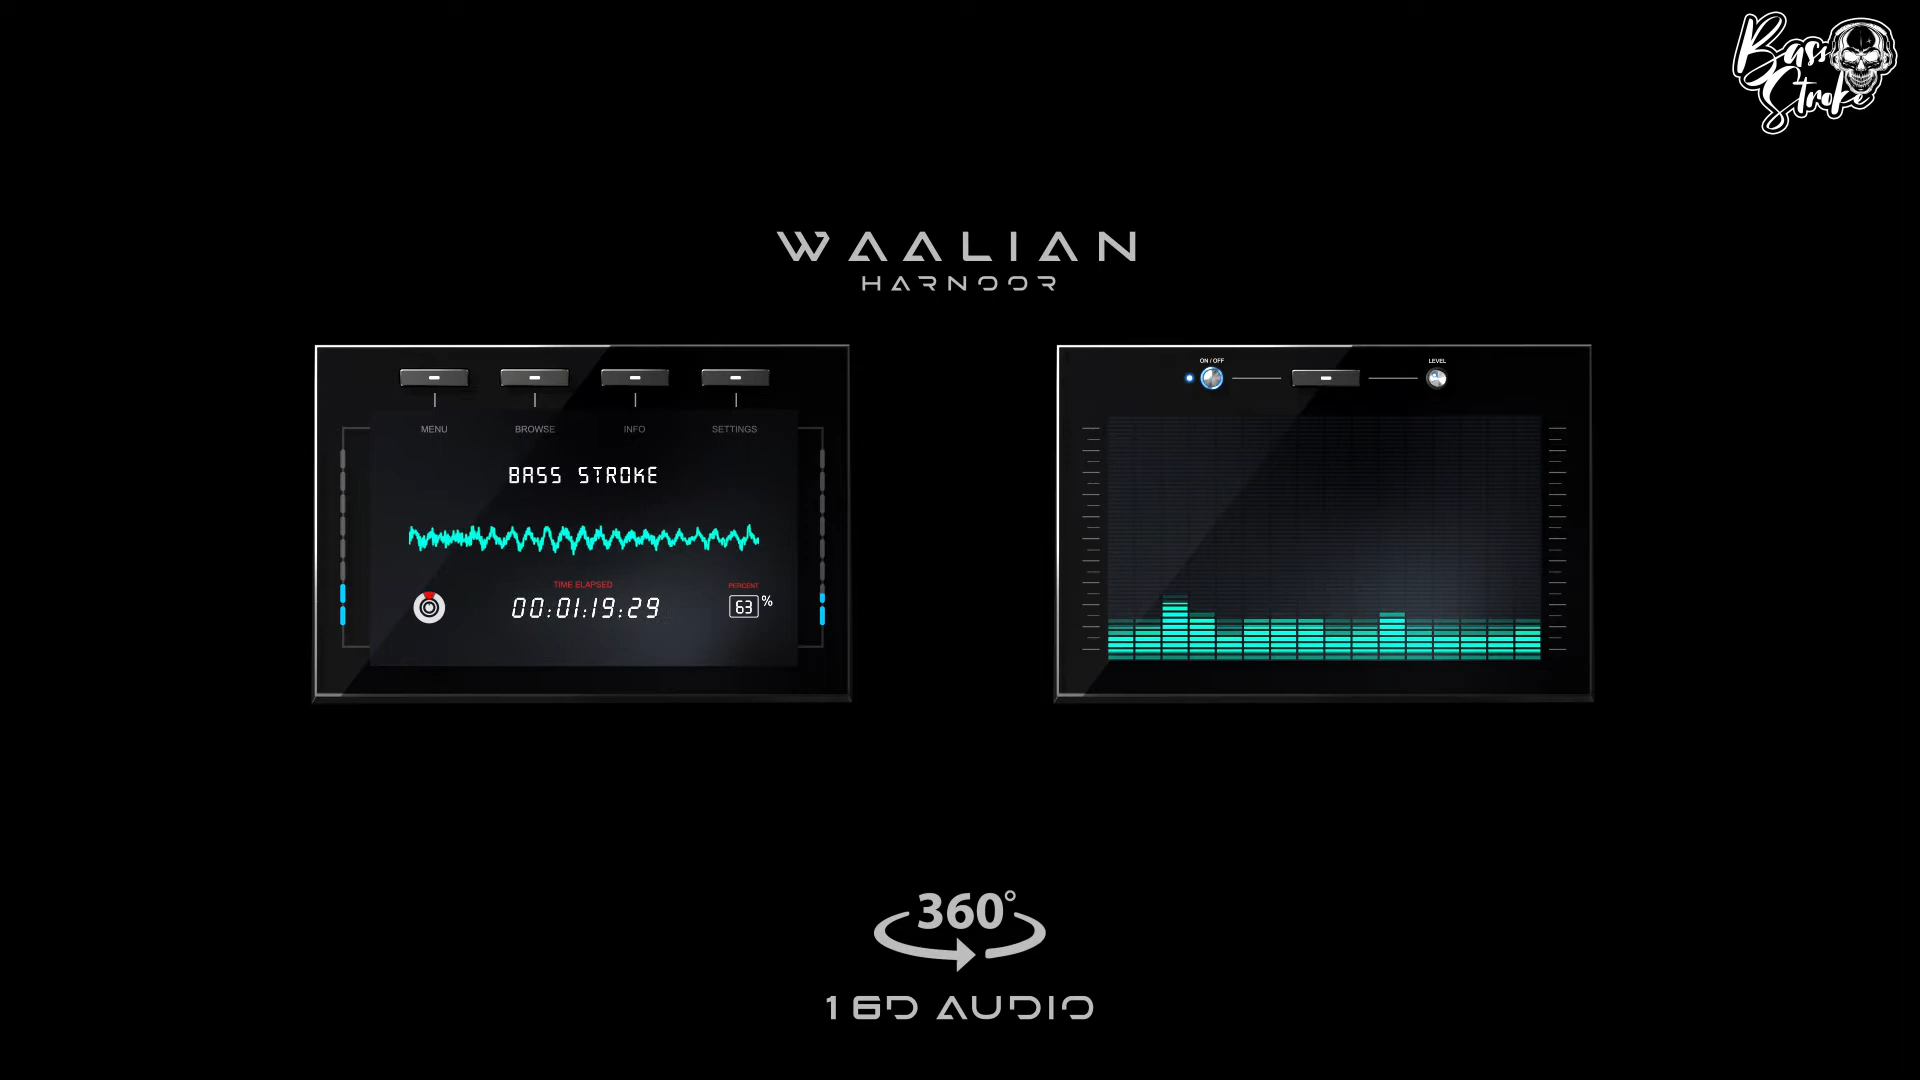 Bass
Stroke
WAALIAN
HARNOOR
MENU BROWSE INFO SETTINGS
BASS STROKE
TIME ELAPSED
00:01:19:29
PERCENT
63 %
ON / OFF
LEVEL
360°
16D AUDIO